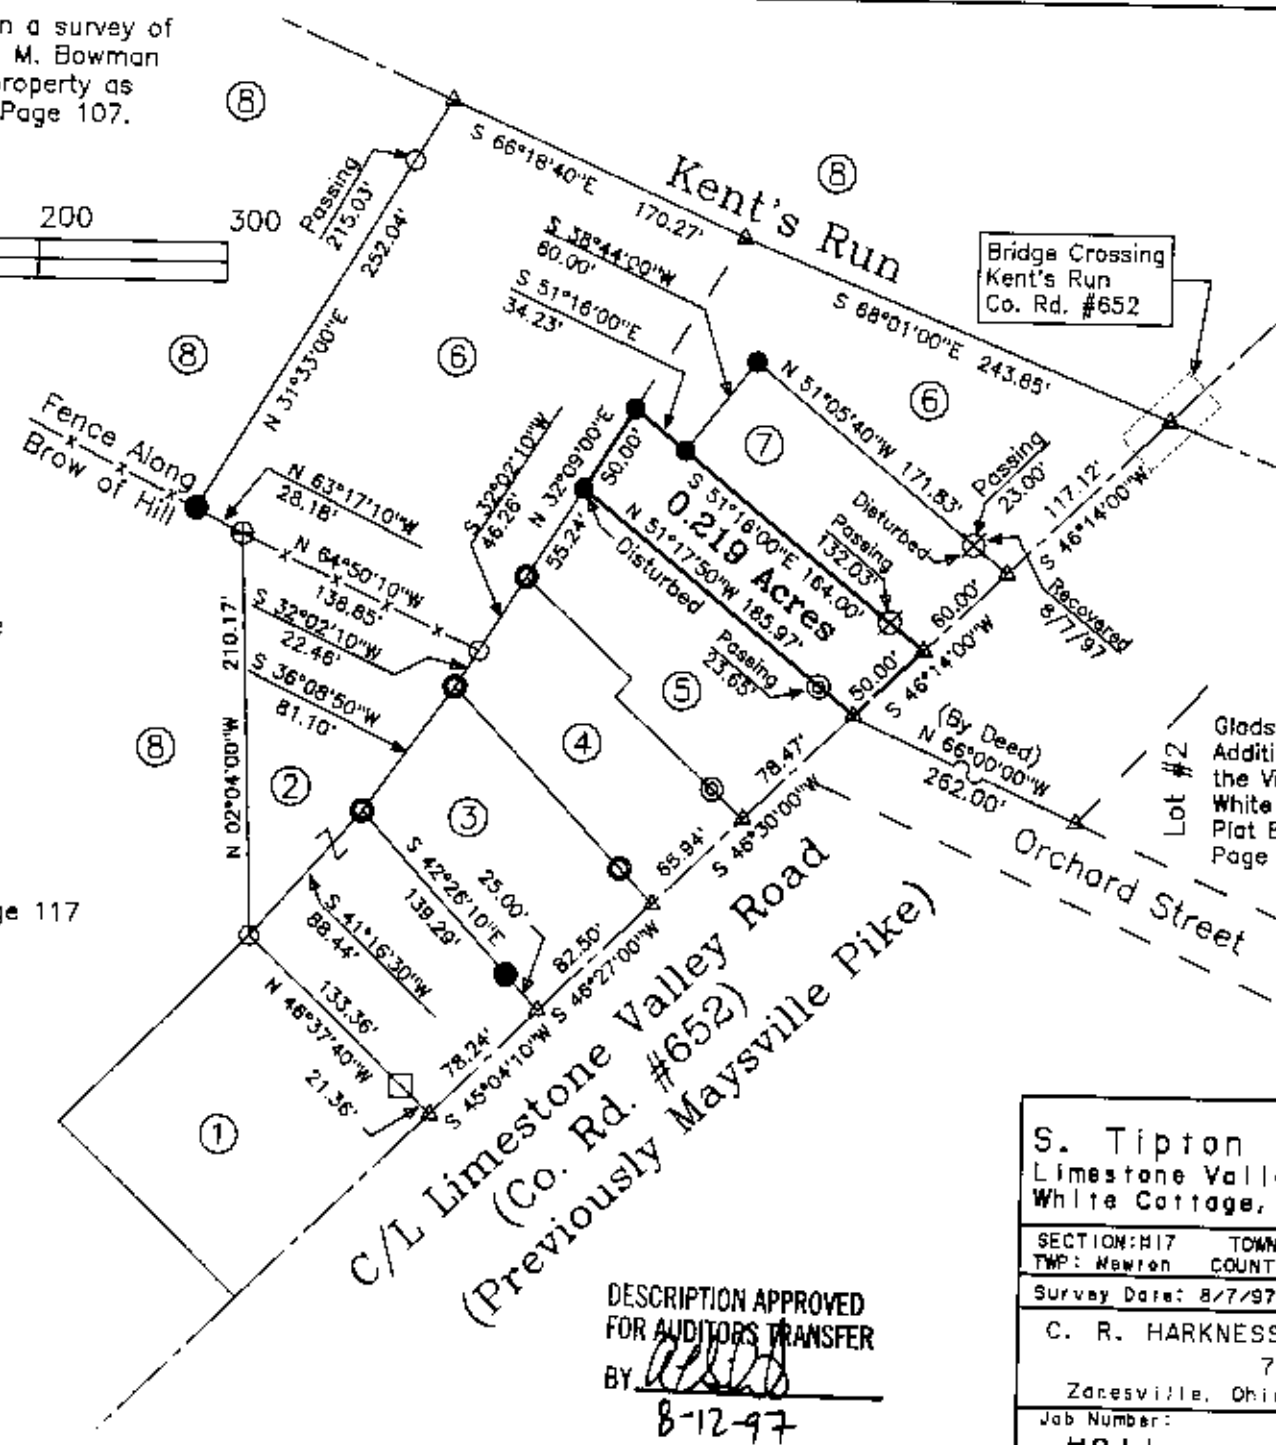 n a survey of
M. Bowman
roperty as
Page 107.
200
300
8
8
Passing
215.03'
252.04'
N 31°33'00"E
S 66°18'40"E
170.27'
Kent's Run
S 38°44'00"W
60.00'
S 51°16'00"E
34.23'
S 68°01'00"E 243.85'
Bridge Crossing
Kent's Run
Co. Rd. #652
8
6
6
7
Fence Along
Brow of Hill
N 63°17'10"W
28.18'
N 64°50'10"W
138.85'
S 32°02'10"W
22.46'
S 36°08'50"W
81.10'
S 32°02'10"W
46.26'
N 32°09'00"E
50.00'
55.24'
Disturbed
N 51°05'40"W 171.83'
Passing
23.00'
Disturbed
Passing
132.03'
S 51°16'00"E 164.00'
0.219 Acres
N 51°17'50"W 185.97'
Passing
23.65'
117.12'
S 46°14'00"W
Recovered
8/7/97
60.00'
S 46°14'00"W
50.00'
210.17'
N 02°04'00"W
8
2
3
4
5
(By Deed)
N 66°00'00"W
262.00'
Lot #2
Glads
Additi
the Vi
White
Plat B
Page
78.47'
S 46°30'00"W
65.94'
Orchard Street
ge 117
S 42°26'10"E
139.29'
25.00'
S 41°16'30"W
88.44'
82.50'
S 46°27'00"W
133.36'
N 46°37'40"W
21.36'
78.24'
S 45°04'10"W
1
C/L Limestone Valley Road
(Co. Rd. #652)
(Previously Maysville Pike)
DESCRIPTION APPROVED
FOR AUDITORS TRANSFER
BY
8-12-97
S. Tipton
Limestone Valle
White Cottage,
SECTION:M17 TOWN
TWP: Newton COUNT
Survey Date: 8/7/97
C. R. HARKNESS
7
Zanesville, Ohi
Job Number: